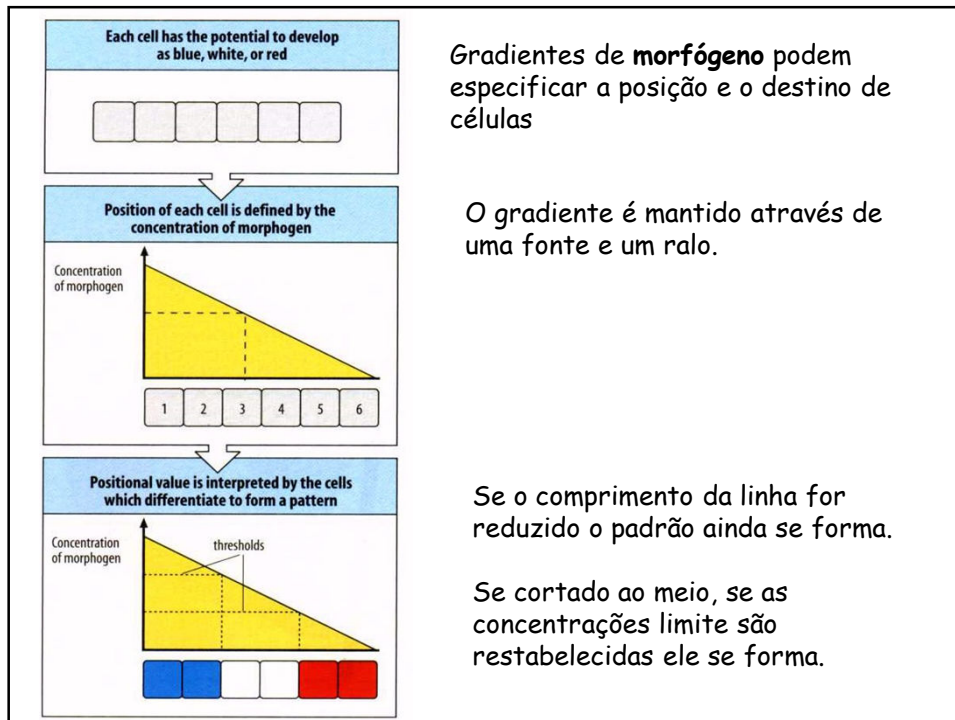 Each cell has the potential to develop
as blue, white, or red
Position of each cell is defined by the
concentration of morphogen
Concentration
of morphogen
1 2 3 4 5 6
Positional value is interpreted by the cells
which differentiate to form a pattern
Concentration
of morphogen
thresholds
Gradientes de morfógeno podem
especificar a posição e o destino de
células
O gradiente é mantido através de
uma fonte e um ralo.
Se o comprimento da linha for
reduzido o padrão ainda se forma.
Se cortado ao meio, se as
concentrações limite são
restabelecidas ele se forma.